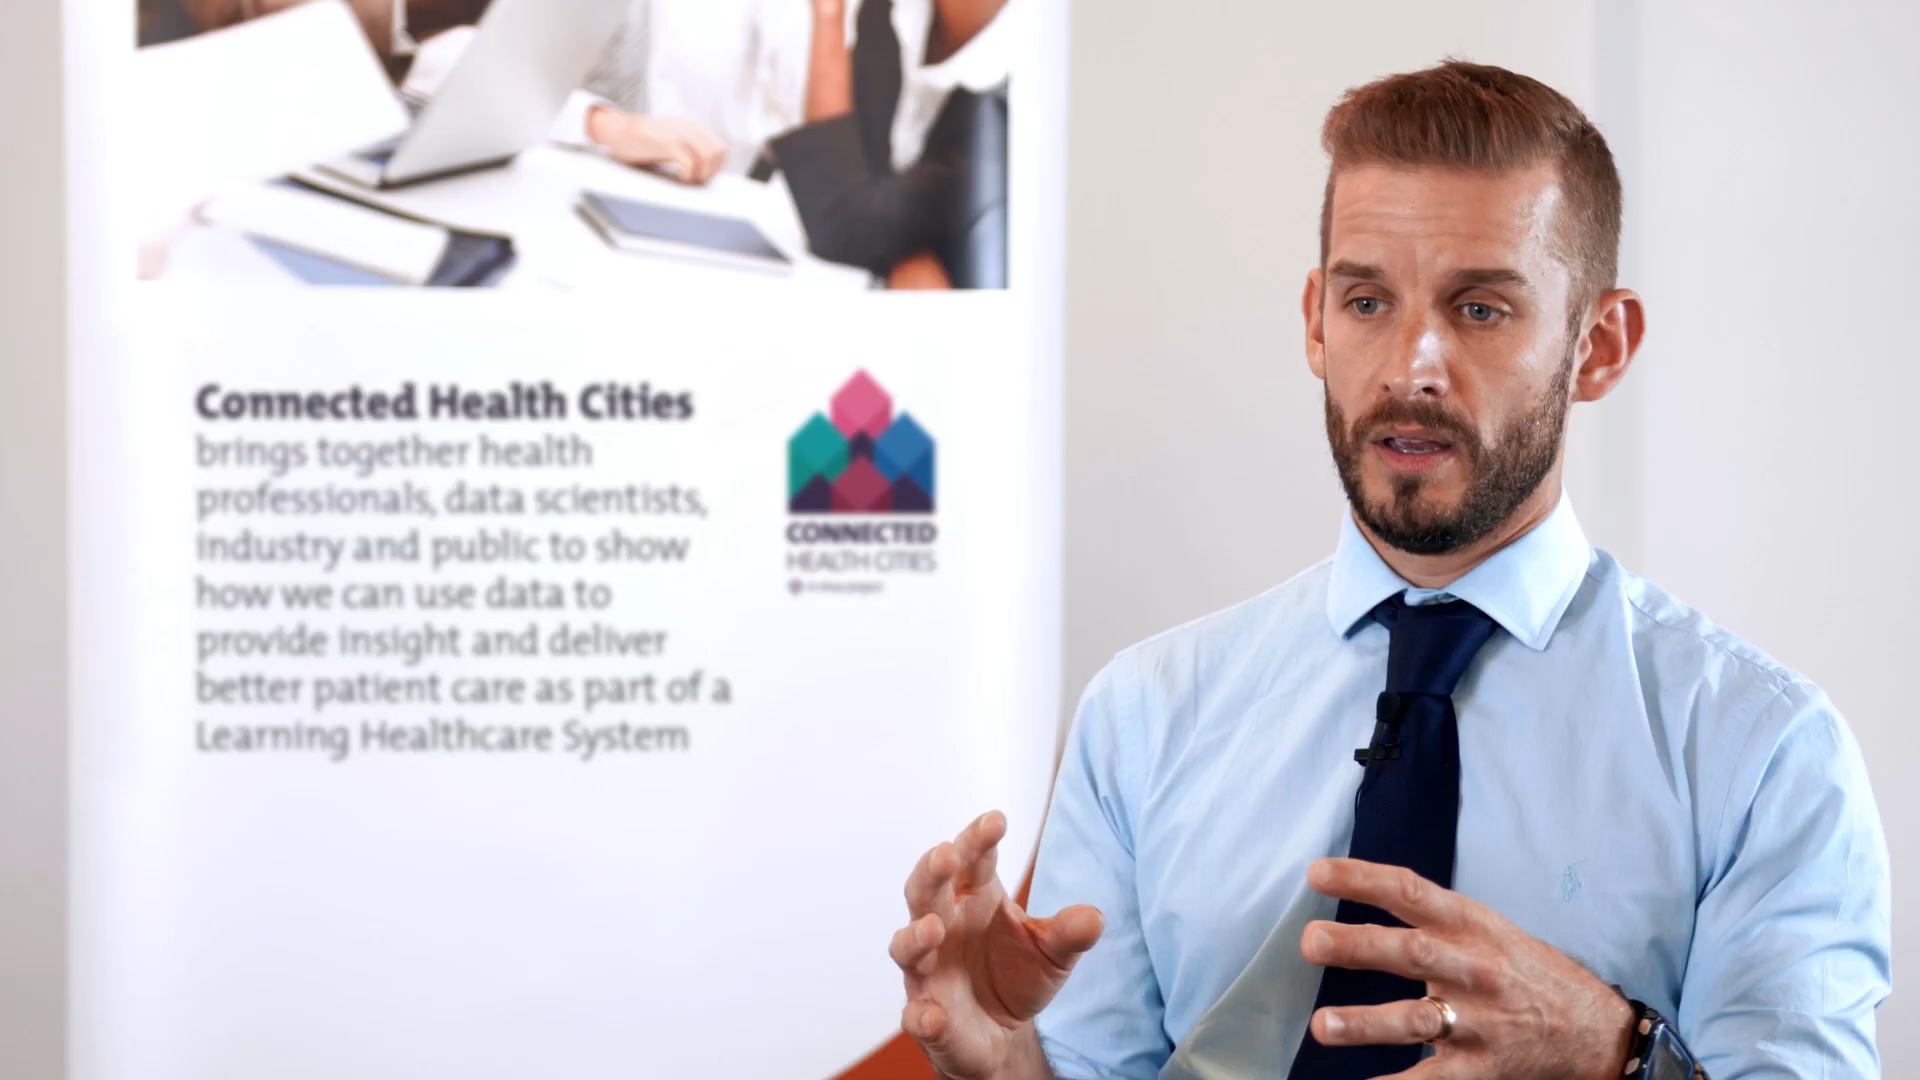 Connected Health Cities
brings together health
professionals, data scientists,
industry and public to show
how we can use data to
provide insight and deliver
better patient care as part of a
Learning Healthcare System
CONNECTED
HEALTH CITIES